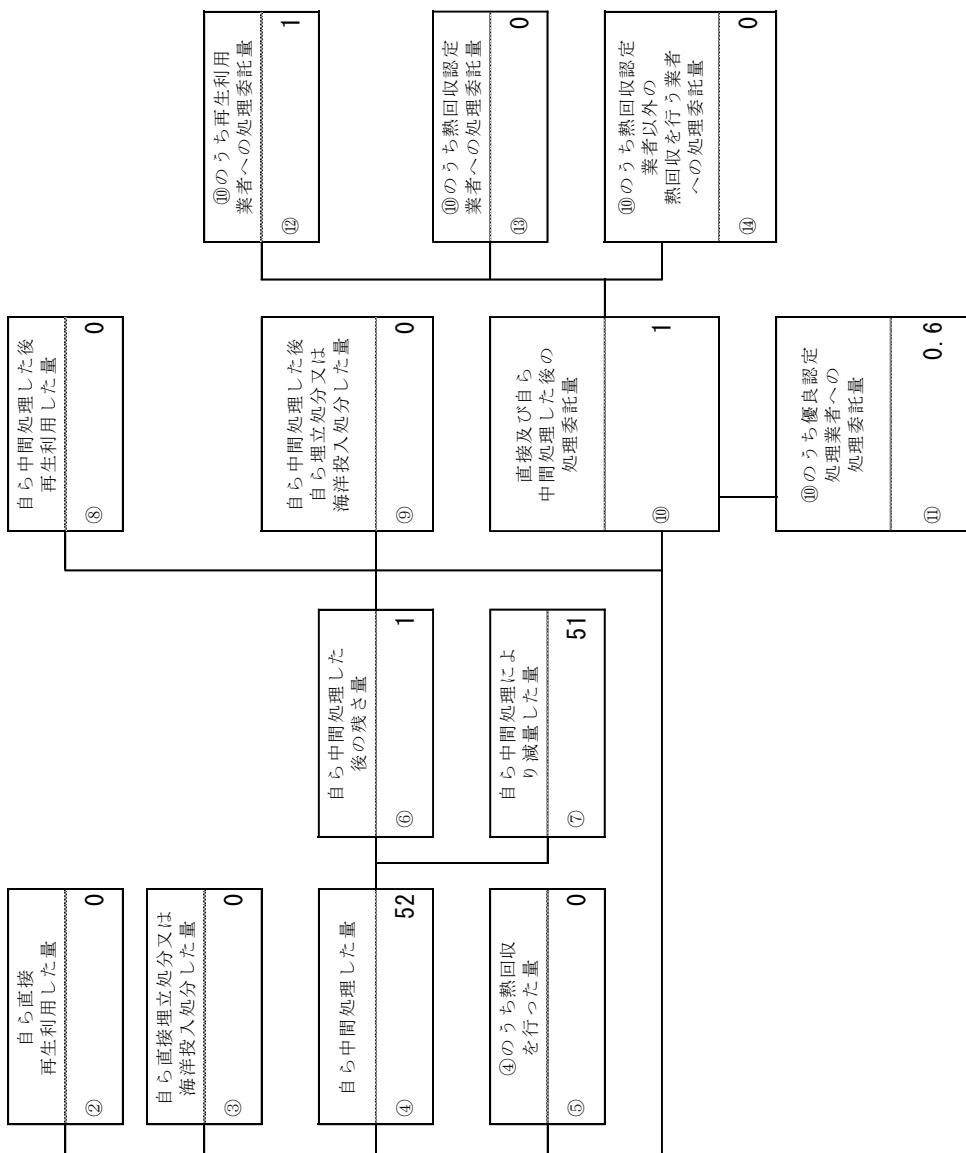 自ら直接
再生利用した量
② 0
自ら直接埋立処分又は
海洋投入処分した量
③ 0
自ら中間処理した量
④ 52
④のうち熱回収
を行った量
⑤ 0
自ら中間処理した
後の残さ量
⑥ 1
自ら中間処理によ
り減量した量
⑦ 51
自ら中間処理した後
再生利用した量
⑧ 0
自ら中間処理した後
自ら埋立処分又は
海洋投入処分した量
⑨ 0
直接及び自ら
中間処理した後の
処理委託量
⑩ 1
⑩のうち優良認定
処理業者への
処理委託量
⑪ 0.6
⑩のうち再生利用
業者への処理委託量
⑫ 1
⑩のうち熱回収認定
業者への処理委託量
⑬ 0
⑩のうち熱回収認定
業者以外の
熱回収を行う業者
への処理委託量
⑭ 0